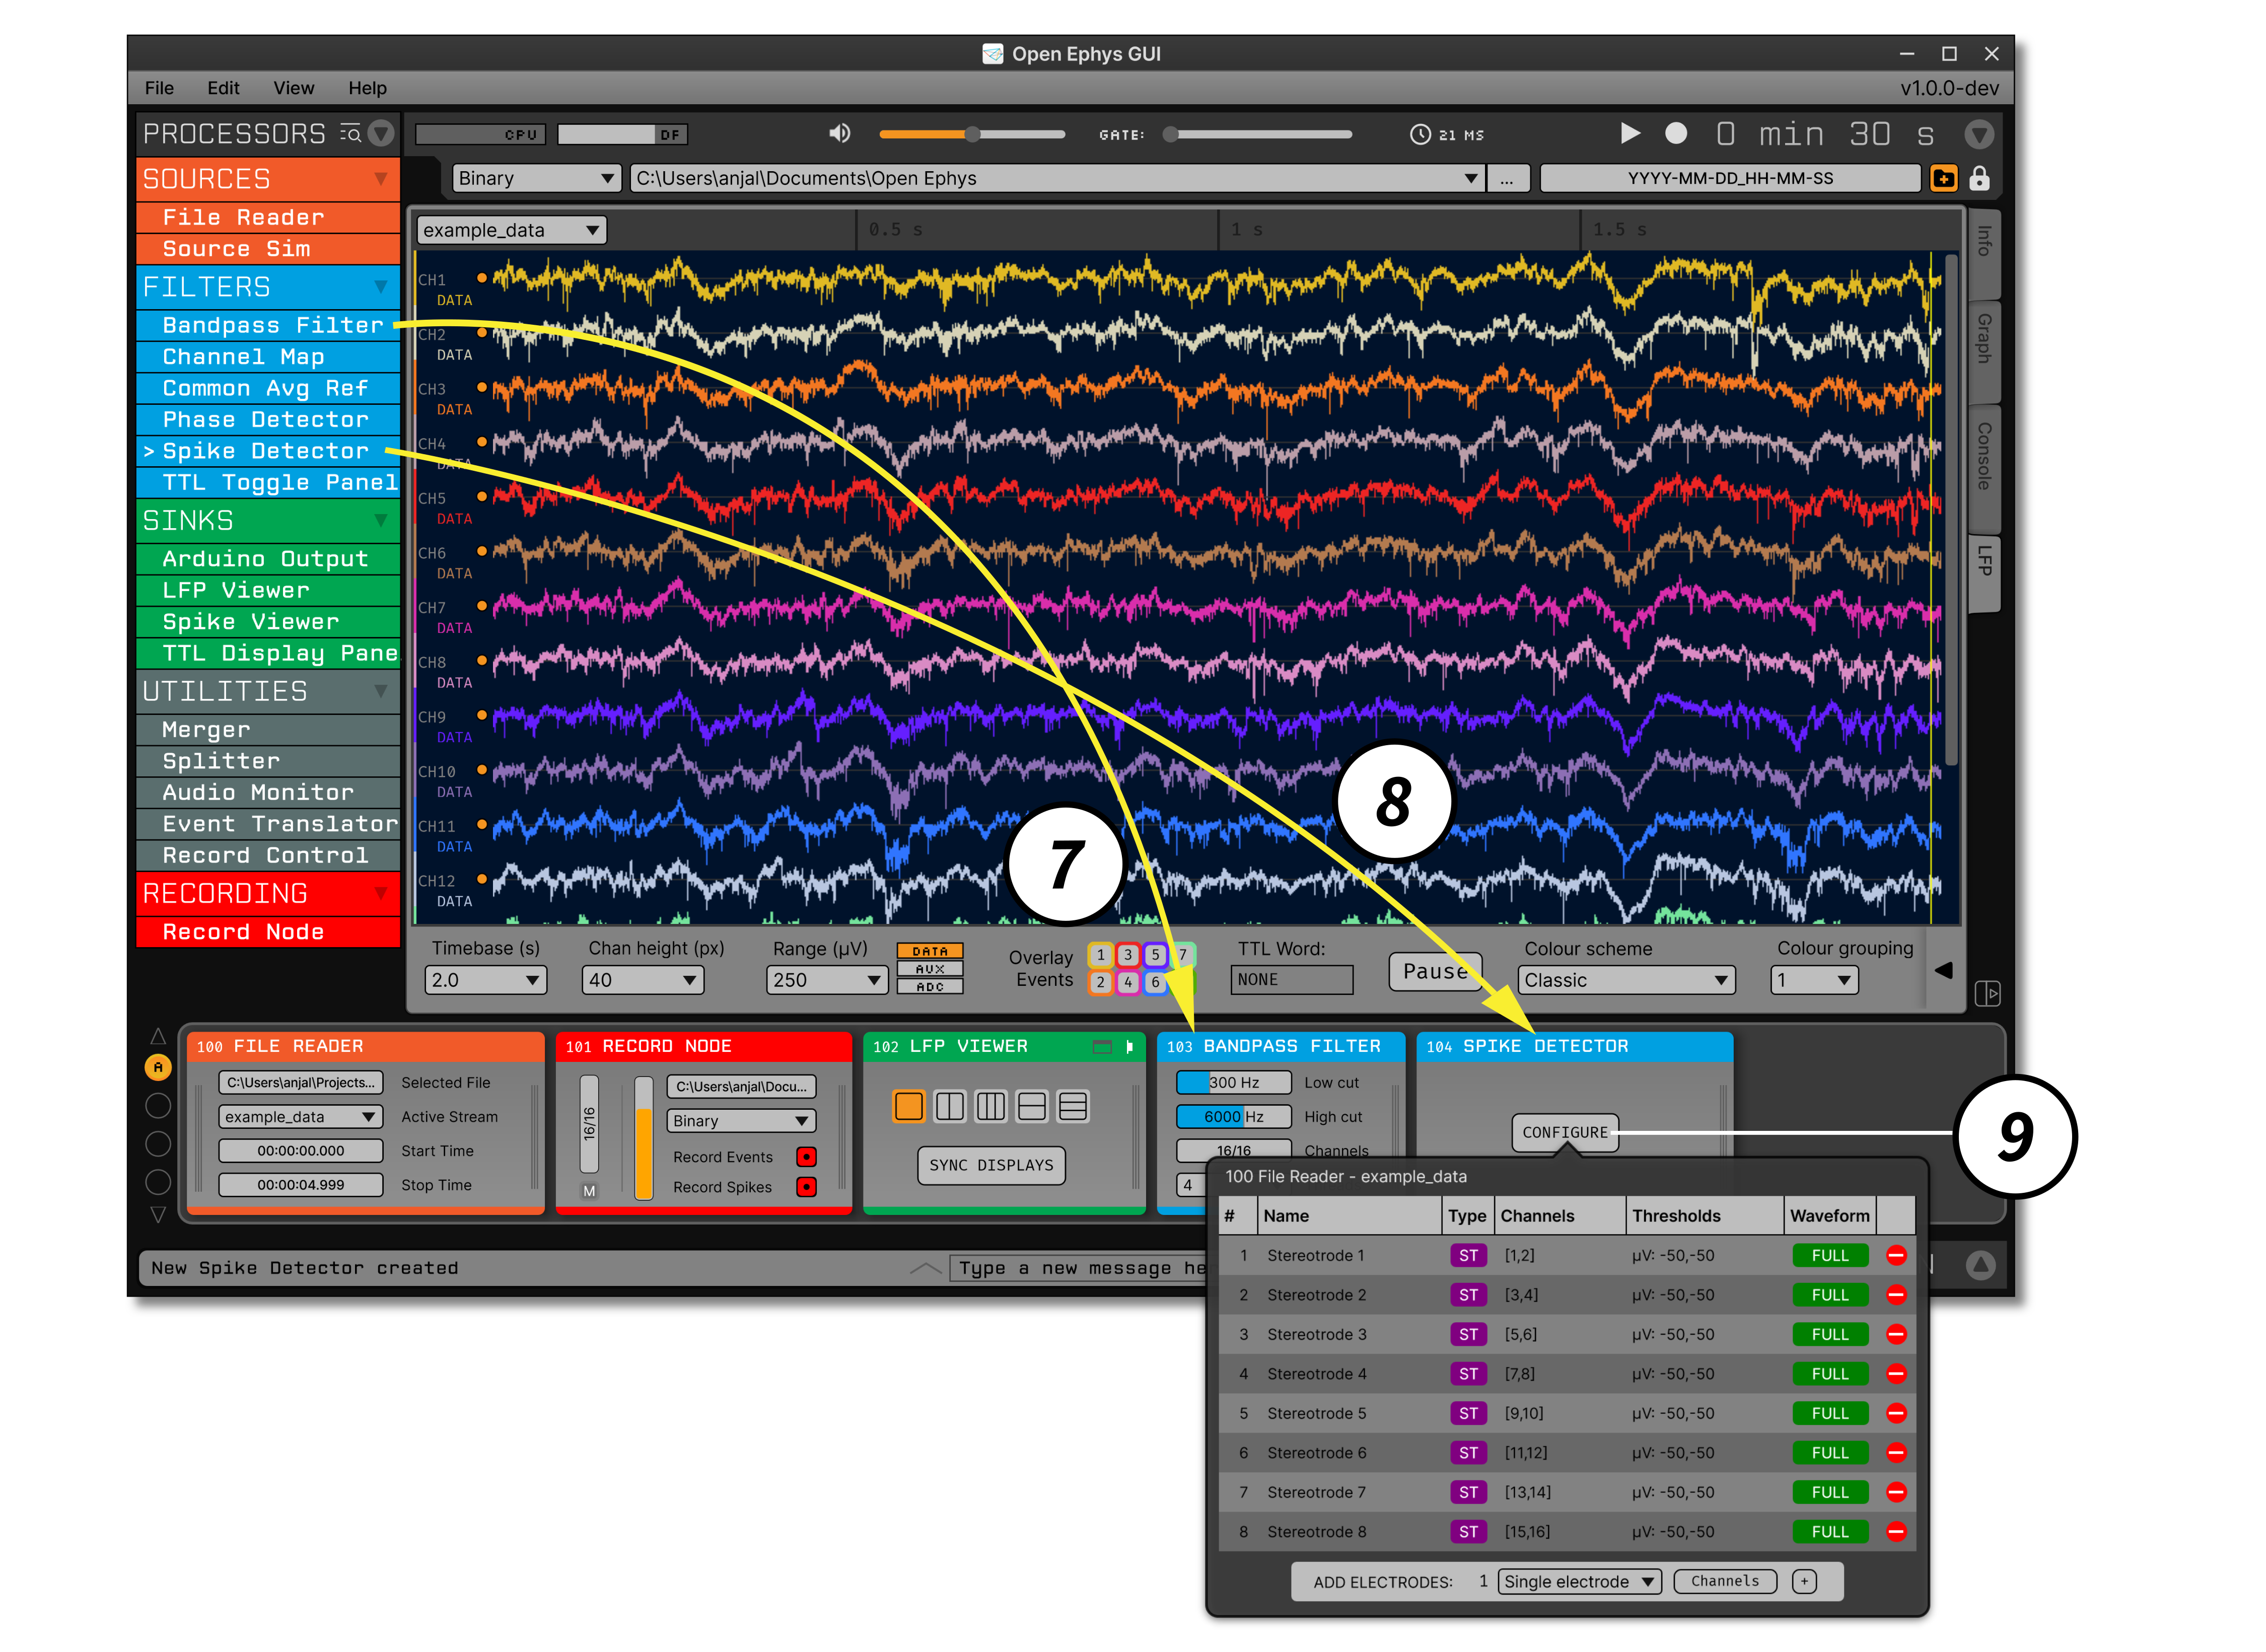 Open Ephys GUI
File Edit View Help v1.0.0-dev
PROCESSORS
CPU DF GATE: 21 MS 0 min 30 s
SOURCES
File Reader
Source Sim
FILTERS
Bandpass Filter
Channel Map
Common Avg Ref
Phase Detector
> Spike Detector
TTL Toggle Panel
SINKS
Arduino Output
LFP Viewer
Spike Viewer
TTL Display Pane
UTILITIES
Merger
Splitter
Audio Monitor
Event Translator
Record Control
RECORDING
Record Node
Binary C:\Users\anjal\Documents\Open Ephys ... YYYY-MM-DD_HH-MM-SS
example_data 0.5 s 1 s 1.5 s
CH1
DATA
CH2
DATA
CH3
DATA
CH4
DATA
CH5
DATA
CH6
DATA
CH7
DATA
CH8
DATA
CH9
DATA
CH10
DATA
CH11
DATA
CH12
DATA
Info
Graph
Console
LFP
7
8
Timebase (s) Chan height (px) Range (µV) DATA
2.0 40 250 AUX
ADC
Overlay Events 1 3 5 7
2 4 6
TTL Word:
NONE
Pause
Colour scheme Colour grouping
Classic 1
A
100 FILE READER
C:\Users\anjal\Projects... Selected File
example_data Active Stream
00:00:00.000 Start Time
00:00:04.999 Stop Time
101 RECORD NODE
16/16
M
C:\Users\anjal\Docu...
Binary
Record Events
Record Spikes
102 LFP VIEWER
SYNC DISPLAYS
103 BANDPASS FILTER
300 Hz Low cut
6000 Hz High cut
16/16 Channels
4
104 SPIKE DETECTOR
CONFIGURE
9
100 File Reader - example_data
# Name Type Channels Thresholds Waveform
1 Stereotrode 1 ST [1,2] µV: -50,-50 FULL
2 Stereotrode 2 ST [3,4] µV: -50,-50 FULL
3 Stereotrode 3 ST [5,6] µV: -50,-50 FULL
4 Stereotrode 4 ST [7,8] µV: -50,-50 FULL
5 Stereotrode 5 ST [9,10] µV: -50,-50 FULL
6 Stereotrode 6 ST [11,12] µV: -50,-50 FULL
7 Stereotrode 7 ST [13,14] µV: -50,-50 FULL
8 Stereotrode 8 ST [15,16] µV: -50,-50 FULL
ADD ELECTRODES: 1 Single electrode Channels +
New Spike Detector created Type a new message he